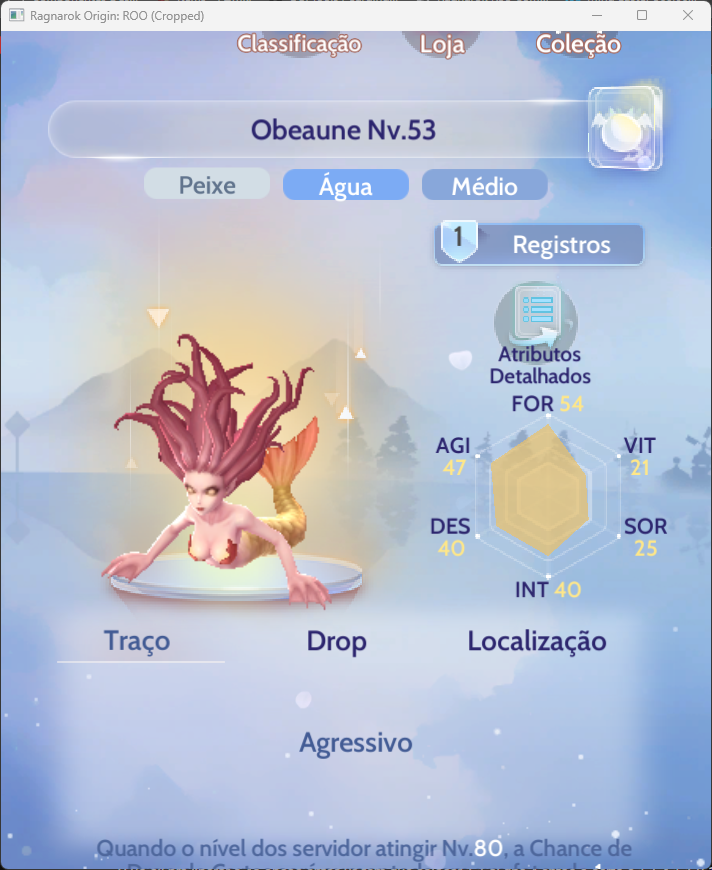 Ragnarok Origin: ROO (Cropped)
Classificação
Loja
Coleção
Obeaune Nv.53
Peixe
Água
Médio
1
Registros
Atributos
Detalhados
FOR 54
AGI
47
VIT
21
DES
40
SOR
25
INT 40
Traço
Drop
Localização
Agressivo
Quando o nível dos servidor atingir Nv.80, a Chance de